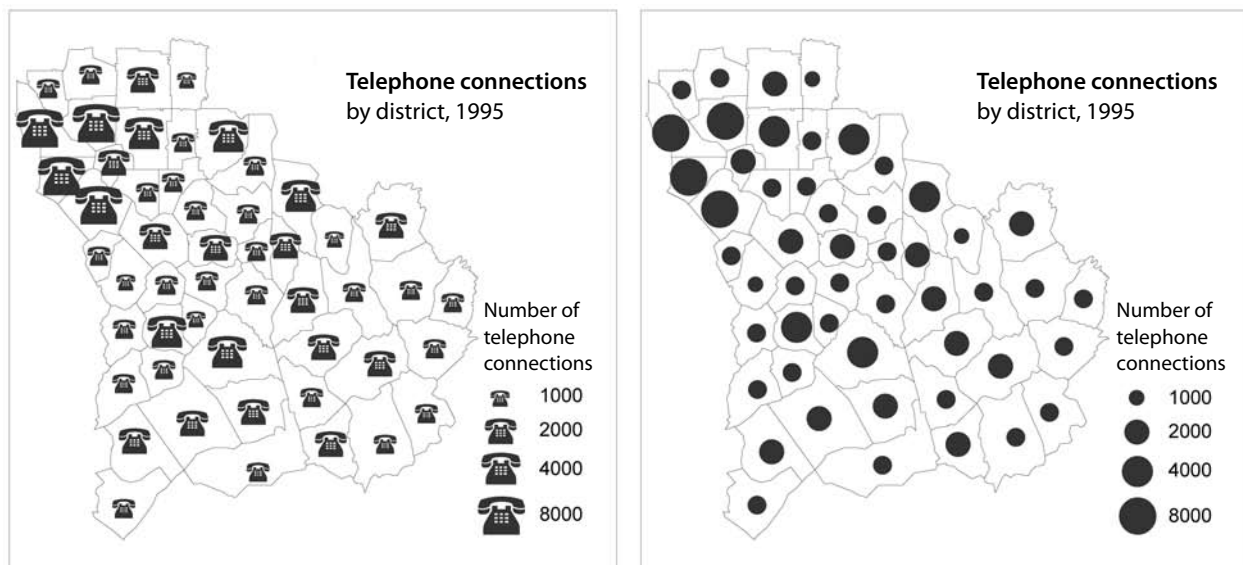 Telephone connections
by district, 1995
Number of
telephone
connections
1000
2000
4000
8000
Telephone connections
by district, 1995
Number of
telephone
connections
1000
2000
4000
8000